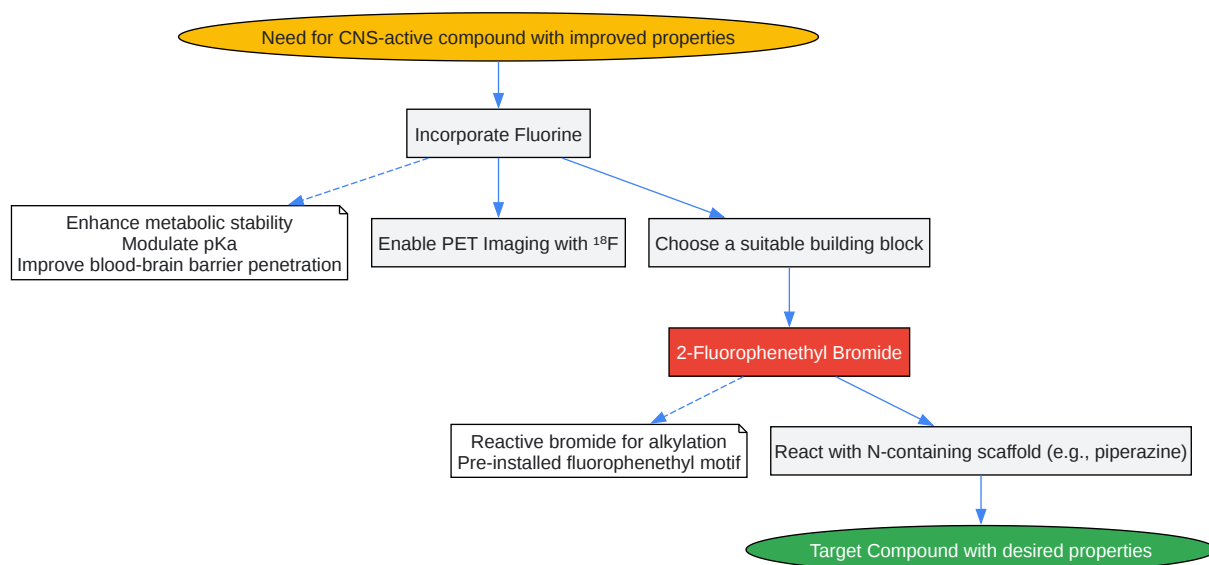 Need for CNS-active compound with improved properties
Incorporate Fluorine
Enhance metabolic stability
Modulate pKa
Improve blood-brain barrier penetration
Enable PET Imaging with ¹⁸F
Choose a suitable building block
2-Fluorophenethyl Bromide
Reactive bromide for alkylation
Pre-installed fluorophenethyl motif
React with N-containing scaffold (e.g., piperazine)
Target Compound with desired properties